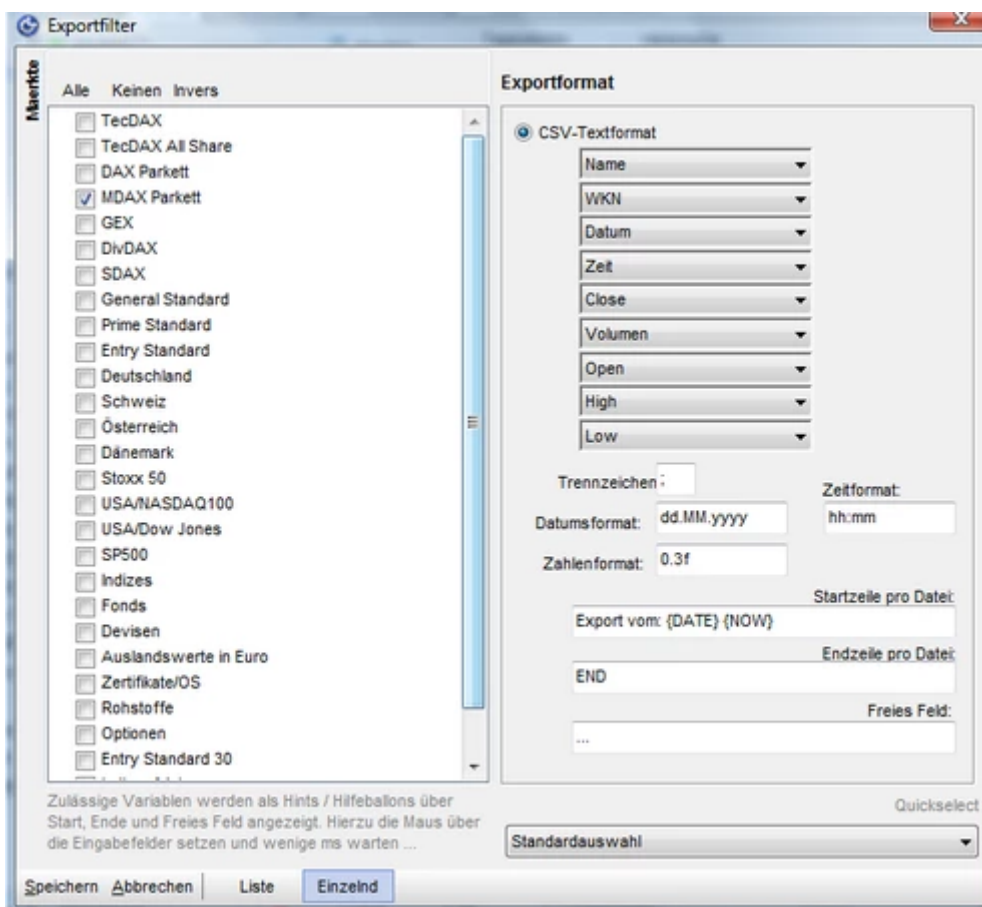 Exportfilter
Maerkte
Alle Keinen Invers
TecDAX
TecDAX All Share
DAX Parkett
MDAX Parkett
GEX
DivDAX
SDAX
General Standard
Prime Standard
Entry Standard
Deutschland
Schweiz
Österreich
Dänemark
Stoxx 50
USA/NASDAQ100
USA/Dow Jones
SP500
Indizes
Fonds
Devisen
Auslandswerte in Euro
Zertifikate/OS
Rohstoffe
Optionen
Entry Standard 30
Zulässige Variablen werden als Hints / Hilfeballons über
Start, Ende und Freies Feld angezeigt. Hierzu die Maus über
die Eingabefelder setzen und wenige ms warten ...
Exportformat
CSV-Textformat
Name
WKN
Datum
Zeit
Close
Volumen
Open
High
Low
Trennzeichen ;
Zeitformat:
Datumsformat: dd.MM.yyyy hh:mm
Zahlenformat: 0.3f
Startzeile pro Datei:
Export vom: {DATE} {NOW}
Endzeile pro Datei:
END
Freies Feld:
...
Quickselect
Standardauswahl
Speichern Abbrechen Liste Einzelnd